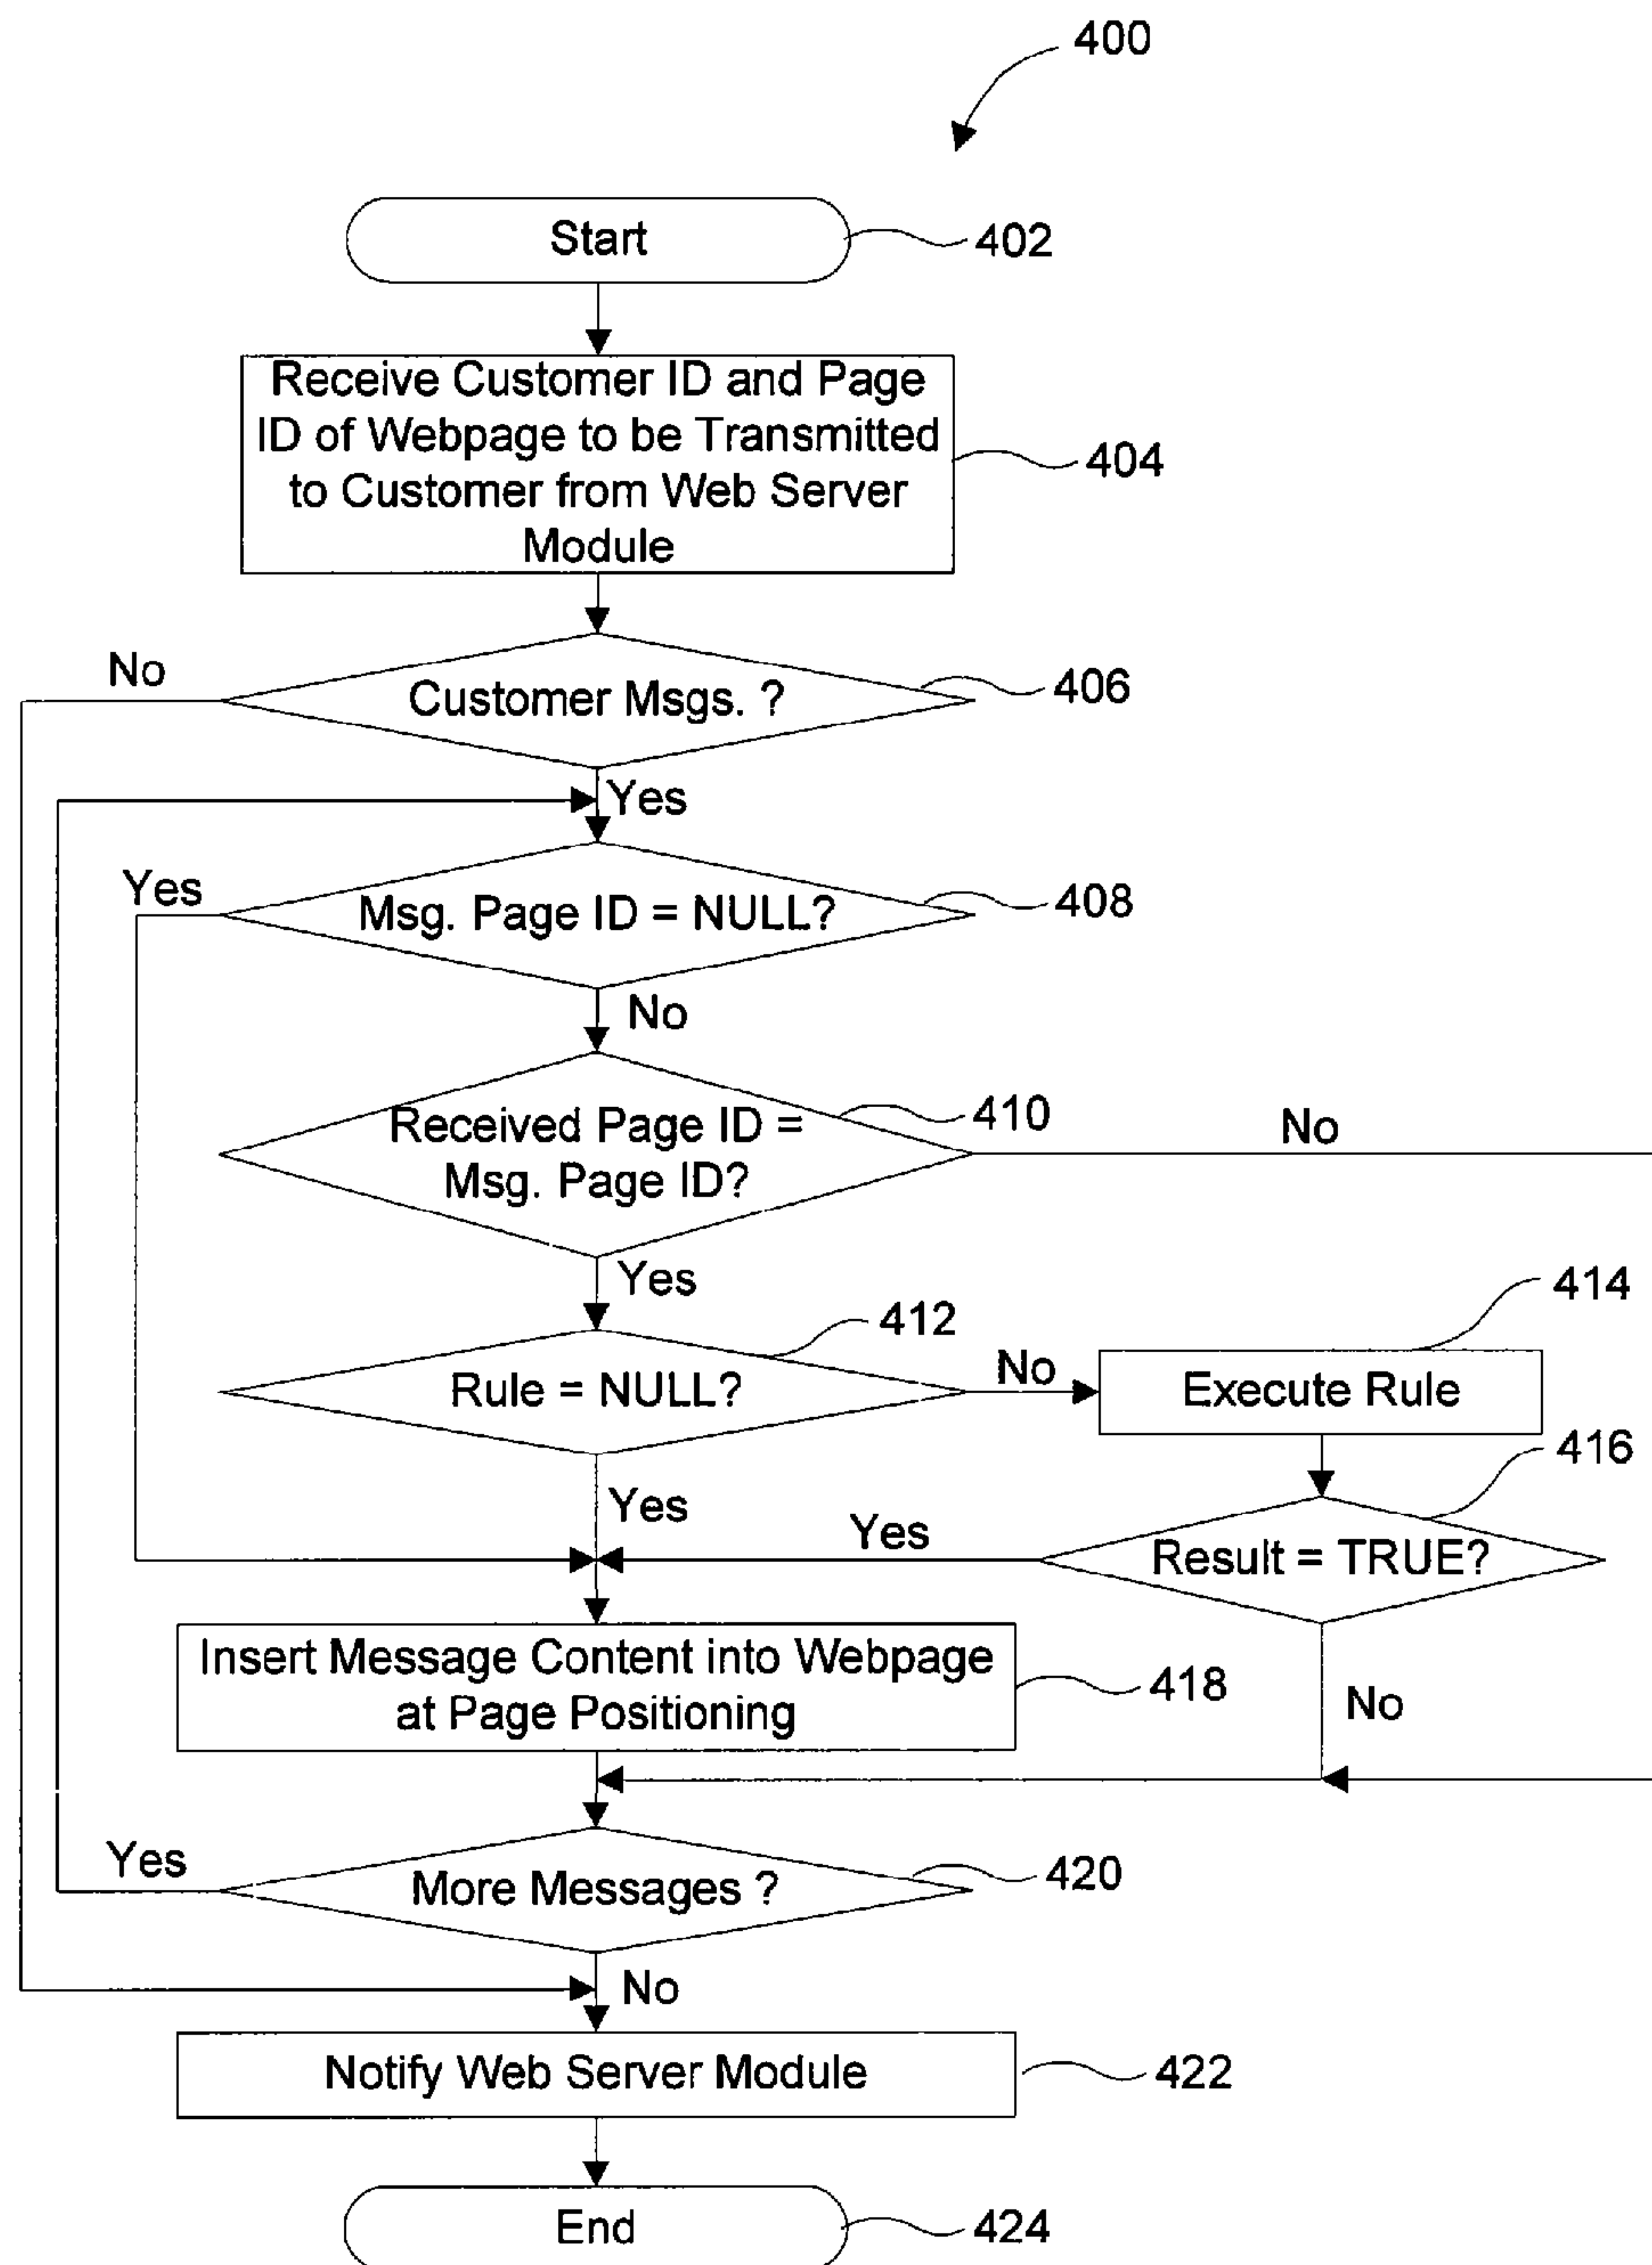 400
Start
402
Receive Customer ID and Page
ID of Webpage to be Transmitted
to Customer from Web Server
Module
404
No
Customer Msgs. ?
406
Yes
Yes
Msg. Page ID = NULL?
408
No
Received Page ID =
Msg. Page ID?
410
No
Yes
412
414
Rule = NULL?
No
Execute Rule
416
Yes
Yes
Result = TRUE?
Insert Message Content into Webpage
at Page Positioning
418
No
Yes
More Messages ?
420
No
Notify Web Server Module
422
End
424